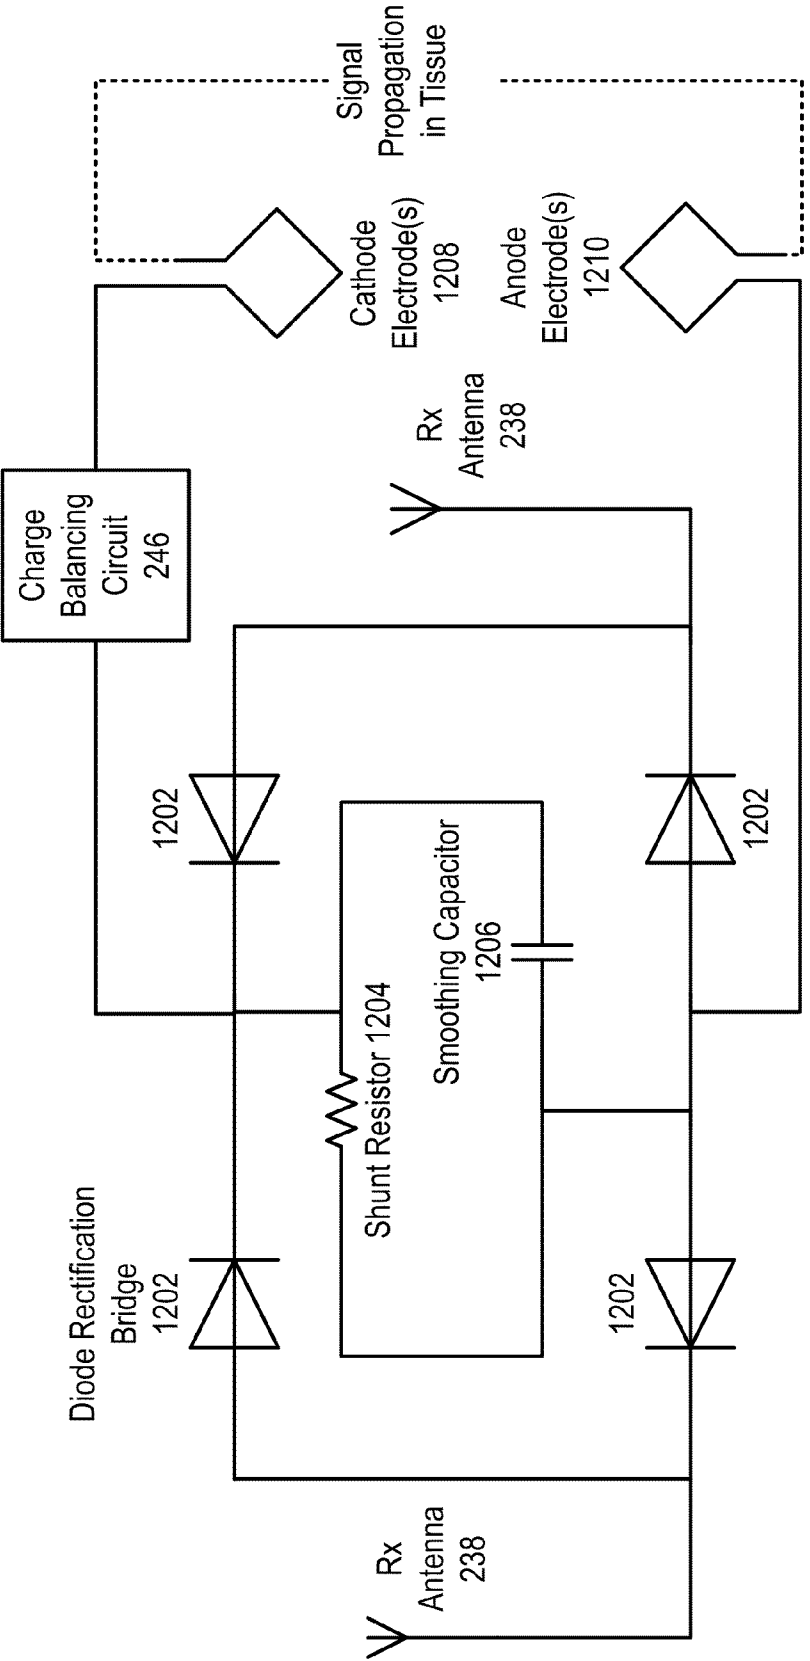 Rx
Antenna
238
Diode Rectification
Bridge
1202
1202
Shunt Resistor 1204
Smoothing Capacitor
1206
1202
1202
Charge
Balancing
Circuit
246
Rx
Antenna
238
Cathode
Electrode(s)
1208
Anode
Electrode(s)
1210
Signal
Propagation
in Tissue